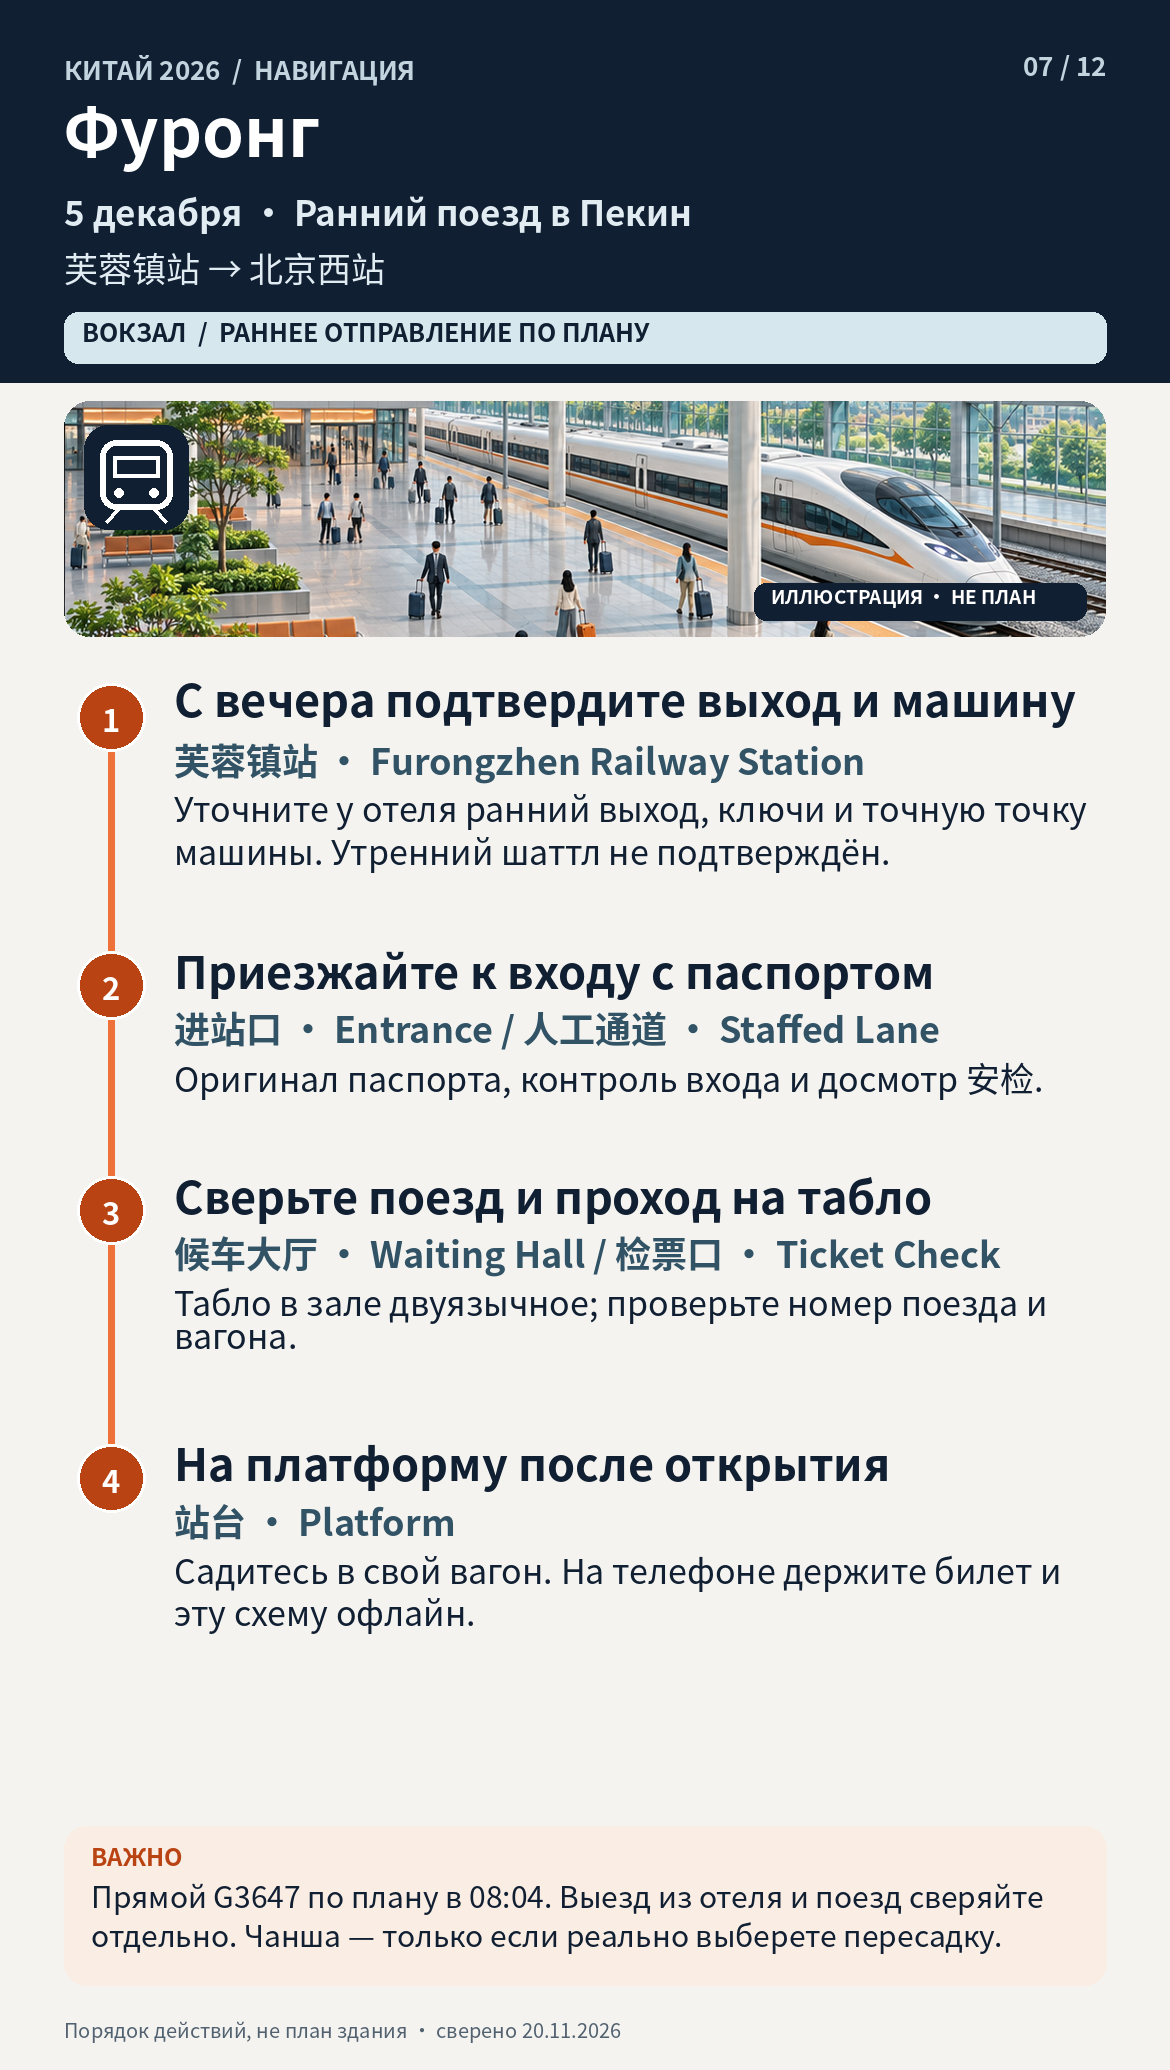 КИТАЙ 2026 / НАВИГАЦИЯ
07 / 12
Фуронг
5 декабря • Ранний поезд в Пекин
芙蓉镇站 → 北京西站
ВОКЗАЛ / РАННЕЕ ОТПРАВЛЕНИЕ ПО ПЛАНУ
ИЛЛЮСТРАЦИЯ • НЕ ПЛАН
1
С вечера подтвердите выход и машину
芙蓉镇站 • Furongzhen Railway Station
Уточните у отеля ранний выход, ключи и точную точку
машины. Утренний шаттл не подтверждён.
2
Приезжайте к входу с паспортом
进站口 • Entrance / 人工通道 • Staffed Lane
Оригинал паспорта, контроль входа и досмотр 安检.
3
Сверьте поезд и проход на табло
候车大厅 • Waiting Hall / 检票口 • Ticket Check
Табло в зале двуязычное; проверьте номер поезда и
вагона.
4
На платформу после открытия
站台 • Platform
Садитесь в свой вагон. На телефоне держите билет и
эту схему офлайн.
ВАЖНО
Прямой G3647 по плану в 08:04. Выезд из отеля и поезд сверяйте
отдельно. Чанша — только если реально выберете пересадку.
Порядок действий, не план здания • сверено 20.11.2026